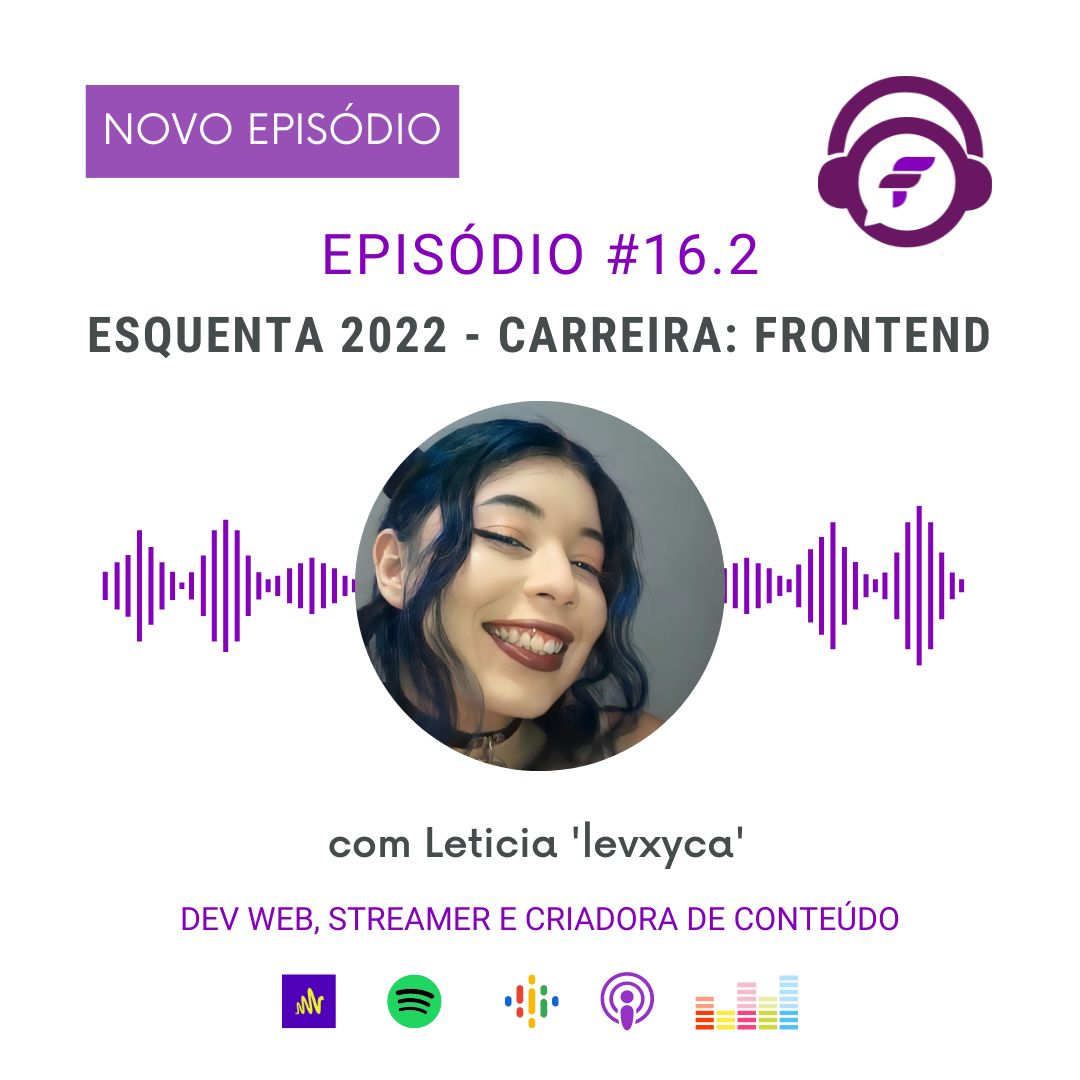 NOVO EPISÓDIO
EPISÓDIO #16.2
ESQUENTA 2022 - CARREIRA: FRONTEND
com Leticia 'levxyca'
DEV WEB, STREAMER E CRIADORA DE CONTEÚDO